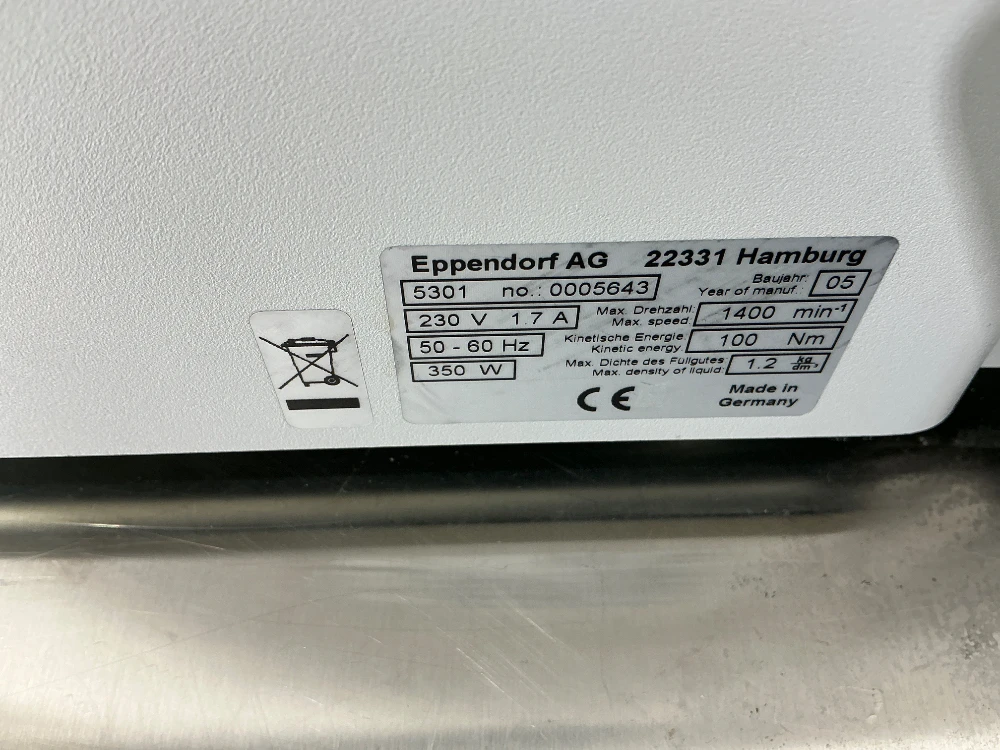 Eppendorf AG 22331 Hamburg
5301 no.: 0005643
Baujahr:
Year of manuf.: 05
230 V 1.7 A
Max. Drehzahl:
Max. speed: 1400 min-1
50 - 60 Hz
Kinetische Energie:
Kinetic energy: 100 Nm
350 W
Max. Dichte des Füllgutes
Max. density of liquid: 1.2 kg/dm³
CE
Made in
Germany